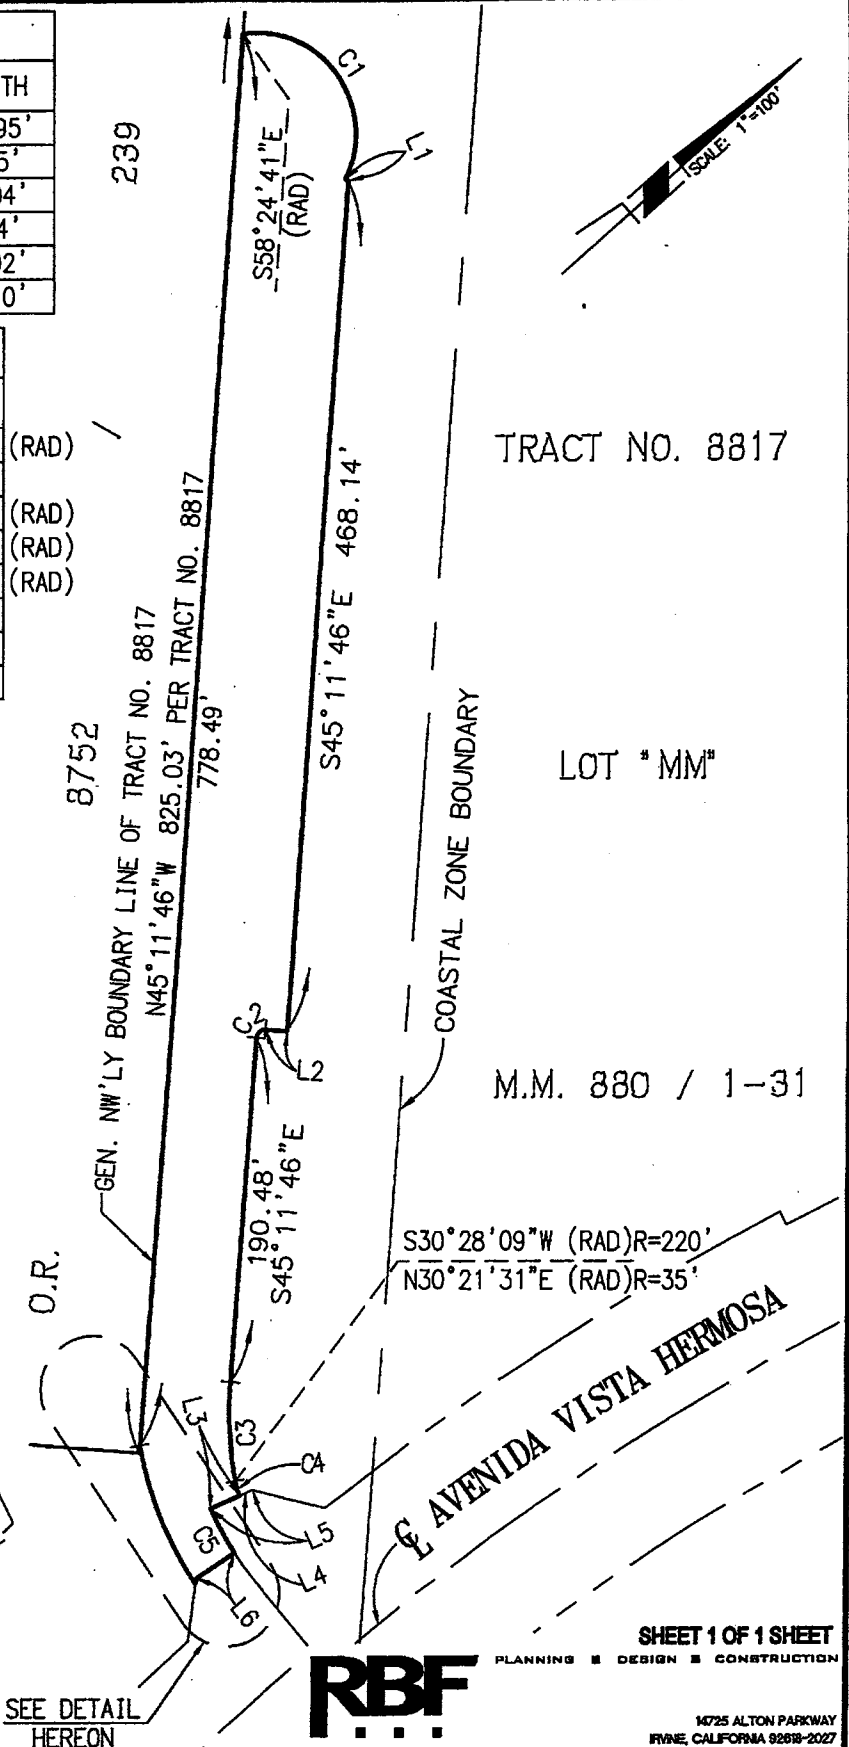 TH
95'
5'
94'
4'
92'
0'
(RAD)
(RAD)
(RAD)
(RAD)
239
8752
O.R.
C1
L1
S58°24'41"E
(RAD)
SCALE: 1"=100'
TRACT NO. 8817
LOT "MM"
M.M. 880 / 1-31
GEN. NW'LY BOUNDARY LINE OF TRACT NO. 8817
N45°11'46"W 825.03' PER TRACT NO. 8817
778.49'
S45°11'46"E 468.14'
COASTAL ZONE BOUNDARY
C2
L2
190.48'
S45°11'46"E
S30°28'09"W (RAD)R=220'
N30°21'31"E (RAD)R=35'
L3
C3
C4
C5
L5
L4
L6
℄ AVENIDA VISTA HERMOSA
SEE DETAIL
HEREON
SHEET 1 OF 1 SHEET
RBF
PLANNING ■ DESIGN ■ CONSTRUCTION
14725 ALTON PARKWAY
IRVINE, CALIFORNIA 92618-2027